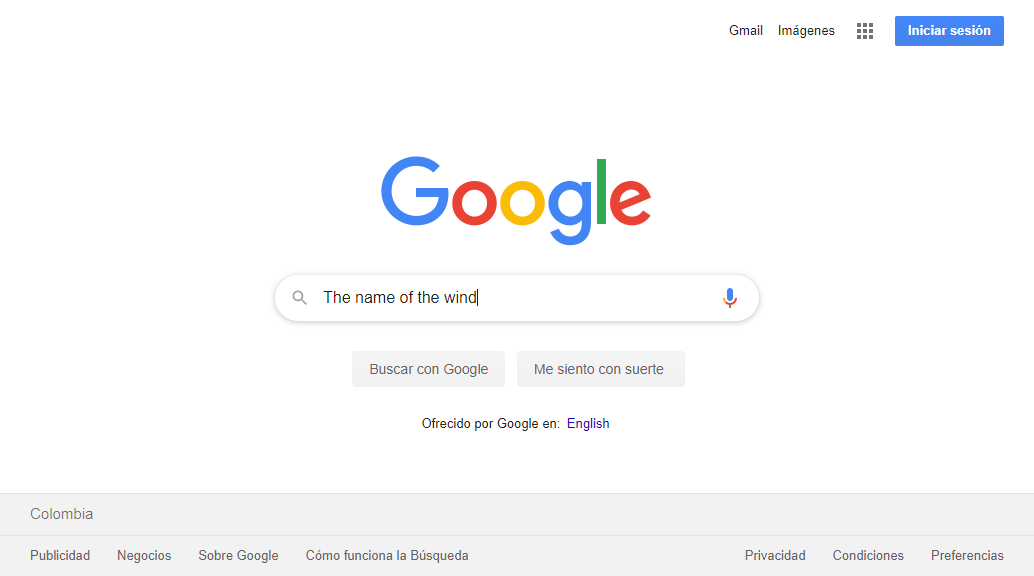 Gmail Imágenes Iniciar sesión
Google
The name of the wind
Buscar con Google Me siento con suerte
Ofrecido por Google en: English
Colombia
Publicidad Negocios Sobre Google Cómo funciona la Búsqueda Privacidad Condiciones Preferencias